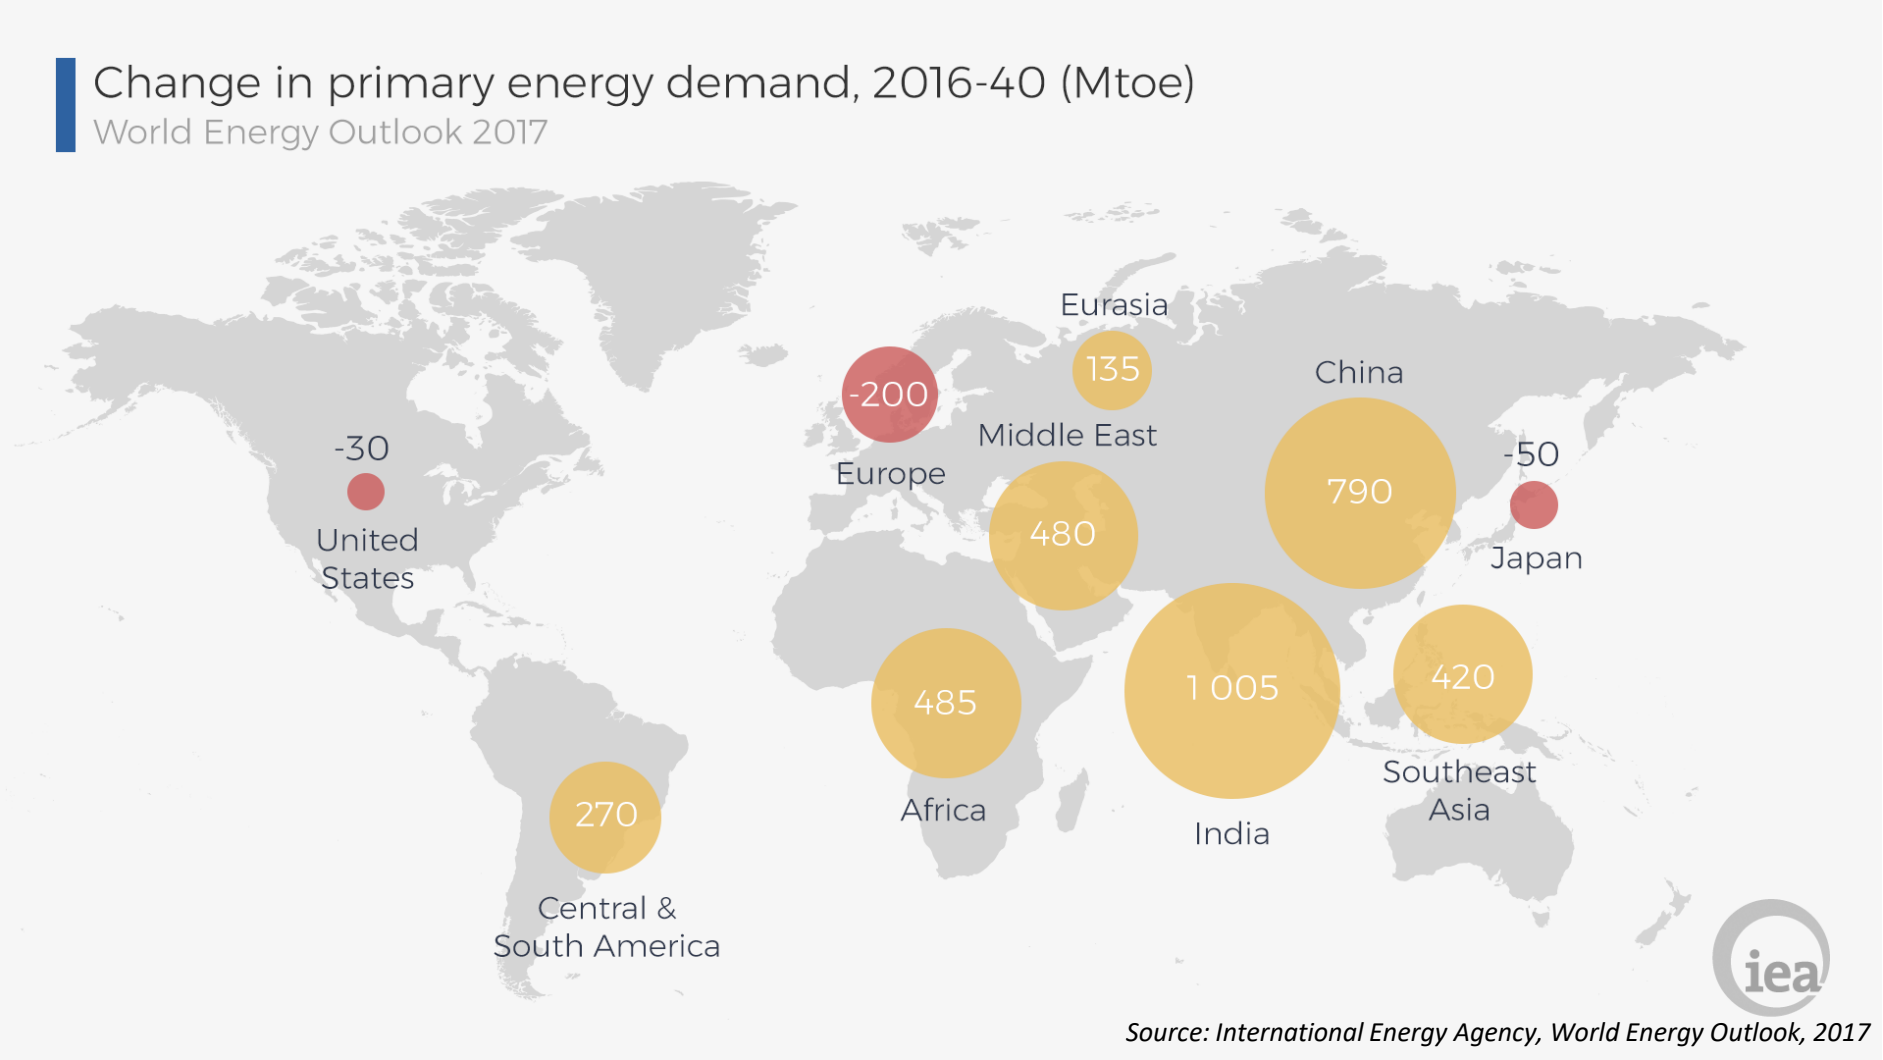 Change in primary energy demand, 2016-40 (Mtoe)
World Energy Outlook 2017
Eurasia
135
China
-200
Middle East
-30
-50
Europe
790
480
United
States
Japan
1 005
420
485
Southeast
Asia
270
Africa
India
Central &
South America
iea
Source: International Energy Agency, World Energy Outlook, 2017